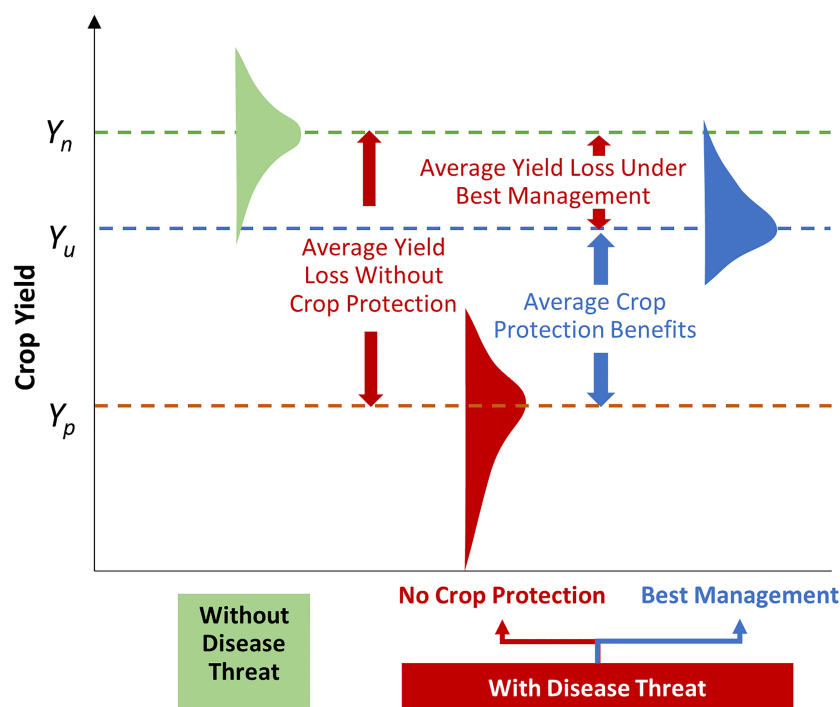 Crop Yield
Yn
Yu
Yp
Average Yield Loss Under
Best Management
Average Yield
Loss Without
Crop Protection
Average Crop
Protection Benefits
No Crop Protection
Best Management
Without
Disease
Threat
With Disease Threat